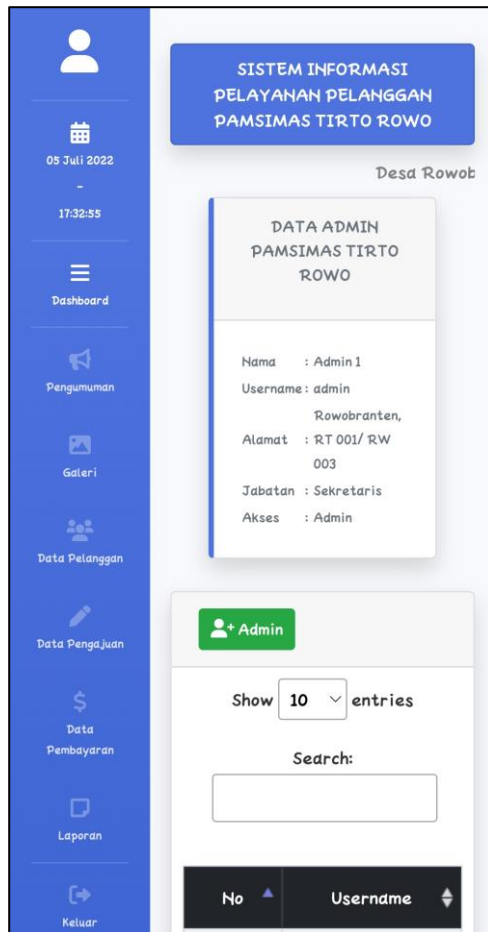 05 Juli 2022
-
17:32:55
Dashboard
Pengumuman
Galeri
Data Pelanggan
Data Pengajuan
Data
Pembayaran
Laporan
Keluar
SISTEM INFORMASI
PELAYANAN PELANGGAN
PAMSIMAS TIRTO ROWO
Desa Rowob
DATA ADMIN
PAMSIMAS TIRTO
ROWO
Nama : Admin 1
Username : admin
Rowobranten,
Alamat : RT 001/ RW
003
Jabatan : Sekretaris
Akses : Admin
+ Admin
Show 10 entries
Search:
No Username